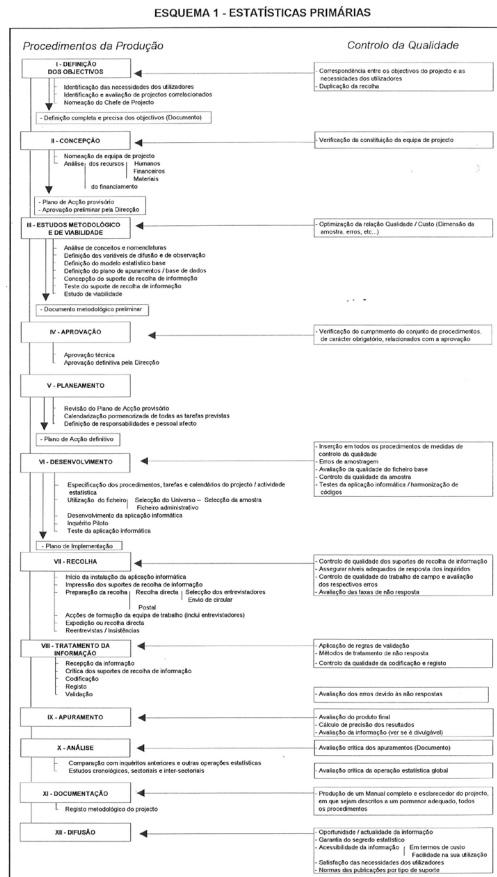 ESQUEMA 1 - ESTATÍSTICAS PRIMÁRIAS
Procedimentos da Produção
Controlo da Qualidade
I - DEFINIÇÃO
DOS OBJECTIVOS
- Correspondência entre os objectivos do projecto e as
necessidades dos utilizadores
- Duplicação da recolha
Identificação das necessidades dos utilizadores
Identificação e avaliação de projectos correlacionados
Nomeação do Chefe de Projecto
- Definição completa e precisa dos objectivos (Documento)
II - CONCEPÇÃO
- Verificação da constituição da equipa de projecto
Nomeação da equipa de projecto
Análise dos recursos Humanos
Financeiros
Materiais
do financiamento
- Plano de Acção provisório
- Aprovação preliminar pela Direcção
III - ESTUDOS METODOLÓGICO
E DE VIABILIDADE
- Optimização da relação Qualidade / Custo (Dimensão da
amostra, erros, etc...)
Análise de conceitos e nomenclaturas
Definição das variáveis de difusão e de observação
Definição do modelo estatístico base
Definição do plano de apuramentos / base de dados
Concepção do suporte de recolha de informação
Teste do suporte de recolha de informação
Estudo de viabilidade
- Documento metodológico preliminar
IV - APROVAÇÃO
- Verificação do cumprimento do conjunto de procedimentos,
de carácter obrigatório, relacionados com a aprovação
Aprovação técnica
Aprovação definitiva pela Direcção
V - PLANEAMENTO
Revisão do Plano de Acção provisório
Calendarização pormenorizada de todas as tarefas previstas
Definição de responsabilidades e pessoal afecto
- Plano de Acção definitivo
VI - DESENVOLVIMENTO
- Inserção em todos os procedimentos de medidas de
controlo da qualidade
- Erros de amostragem
- Avaliação da qualidade do ficheiro base
- Controlo da qualidade da amostra
- Testes da aplicação informática / harmonização de
códigos
Especificação dos procedimentos, tarefas e calendários do projecto / actividade
estatística
Utilização do ficheiro Selecção do Universo – Selecção da amostra
Ficheiro administrativo
Desenvolvimento da aplicação informática
Inquérito Piloto
Teste da aplicação informática
- Plano de Implementação
VII - RECOLHA
- Controlo de qualidade dos suportes de recolha de informação
- Assegurar níveis adequados de resposta dos inquiridos
- Controlo de qualidade do trabalho de campo e avaliação
dos respectivos erros
- Avaliação das taxas de não resposta
Início da instalação da aplicação informática
Impressão dos suportes de recolha de informação
Preparação da recolha Recolha directa Selecção dos entrevistadores
Envio de circular
Postal
Acções de formação da equipa de trabalho (inclui entrevistadores)
Expedição ou recolha directa
Reentrevistas / Insistências
VIII - TRATAMENTO DA
INFORMAÇÃO
- Aplicação de regras de validação
- Métodos de tratamento de não resposta
- Controlo da qualidade da codificação e registo
Recepção da informação
Crítica dos suportes de recolha de informação
Codificação
Registo
Validação
- Avaliação dos erros devido às não respostas
IX - APURAMENTO
- Avaliação do produto final
- Cálculo de precisão dos resultados
- Avaliação da informação (ver se é divulgável)
X - ANÁLISE
- Avaliação crítica dos apuramentos (Documento)
Comparação com inquéritos anteriores e outras operações estatísticas
Estudos cronológicos, sectoriais e inter-sectoriais
- Avaliação crítica da operação estatística global
XI - DOCUMENTAÇÃO
- Produção de um Manual completo e esclarecedor do projecto,
em que sejam descritos a um pormenor adequado, todos
os procedimentos
Registo metodológico do projecto
XII - DIFUSÃO
- Oportunidade / actualidade da informação
- Garantia do segredo estatístico
- Acessibilidade da informação Em termos de custo
Facilidade na sua utilização
- Satisfação das necessidades dos utilizadores
- Normas das publicações por tipo de suporte